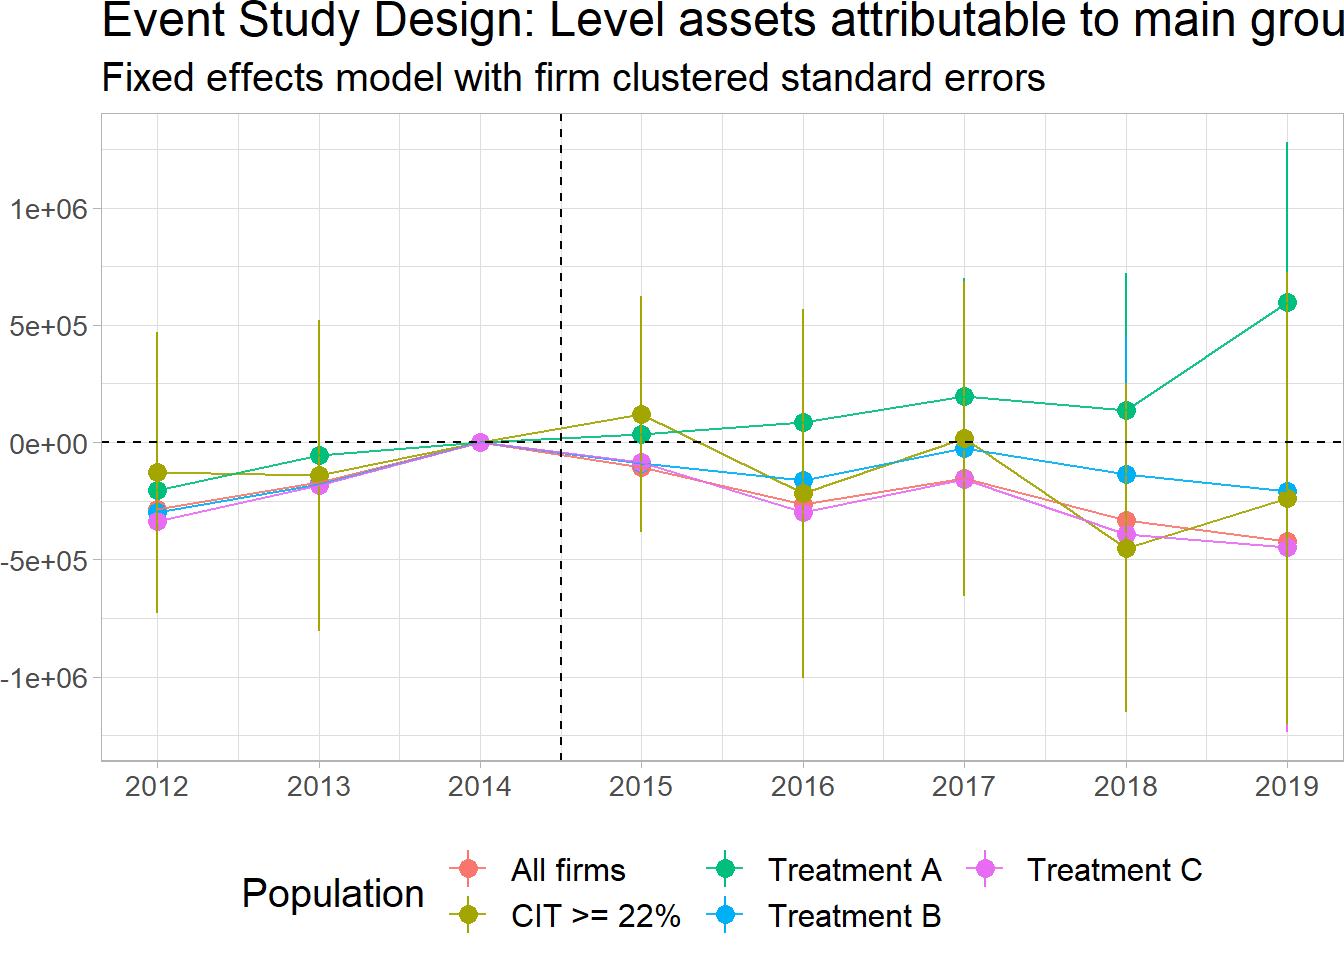 Event Study Design: Level assets attributable to main grou
Fixed effects model with firm clustered standard errors
1e+06
5e+05
0e+00
-5e+05
-1e+06
2012 2013 2014 2015 2016 2017 2018 2019
Population
All firms Treatment A Treatment C
CIT >= 22% Treatment B